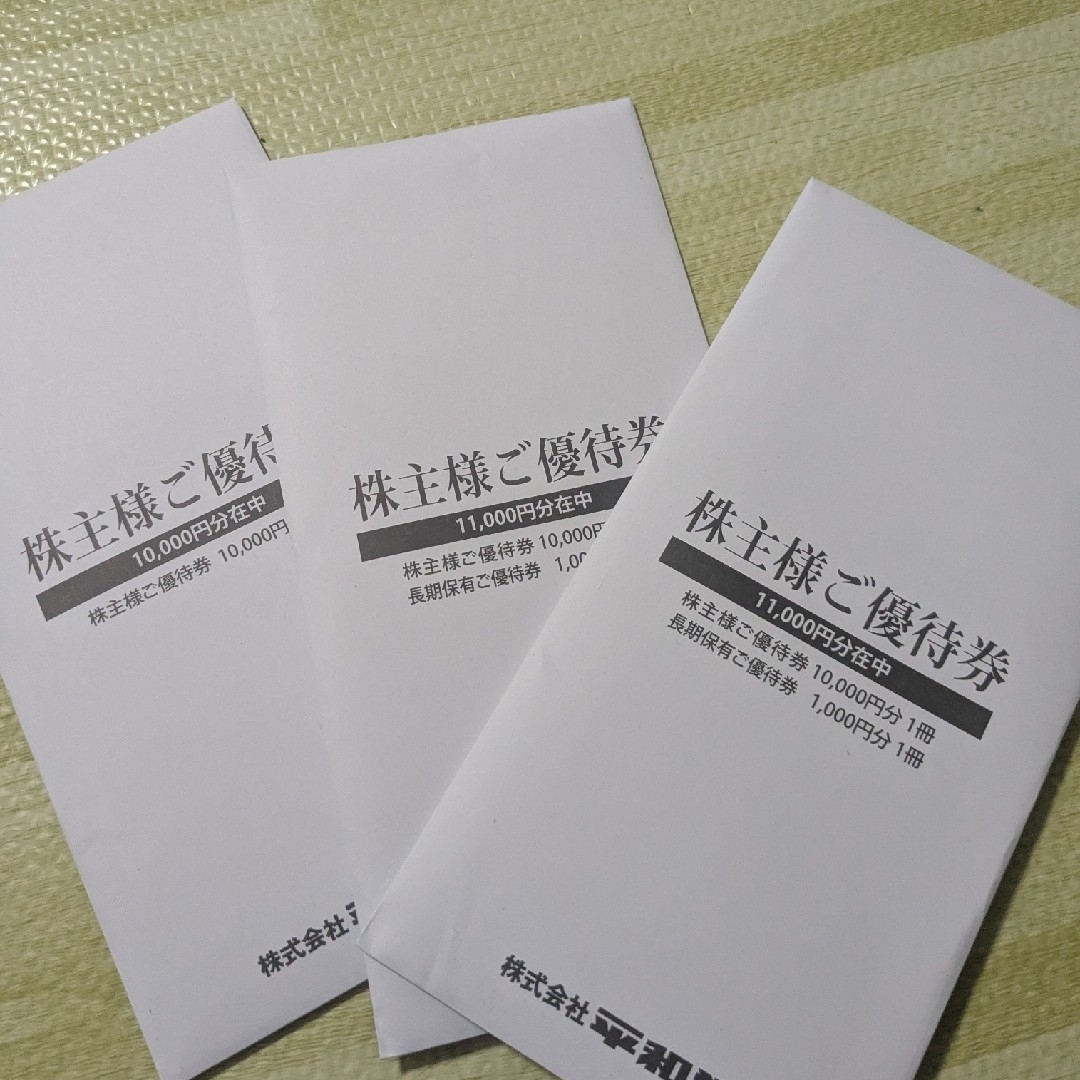 株主様ご優待
10,000円分在中
株主様ご優待券 10,000円
株式会社
株主様ご優待券
11,000円分在中
株主様ご優待券 10,000円
長期保有ご優待券 1,00
株主様ご優待券
11,000円分在中
株主様ご優待券 10,000円分 1冊
長期保有ご優待券 1,000円分 1冊
株式会社